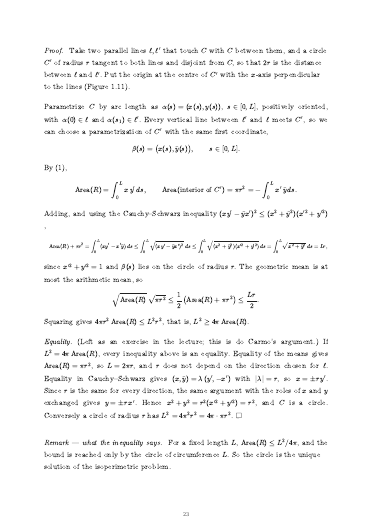 Proof. Take two parallel lines ℓ, ℓ′ that touch C with C between them, and a circle
C′ of radius r tangent to both lines and disjoint from C, so that 2r is the distance
between ℓ and ℓ′. Put the origin at the centre of C′ with the x-axis perpendicular
to the lines (Figure 1.11).
Parametrize C by arc length as α(s) = (x(s), y(s)), s ∈ [0, L], positively oriented,
with α(0) ∈ ℓ and α(s₁) ∈ ℓ′. Every vertical line between ℓ and ℓ′ meets C′, so we
can choose a parametrization of C′ with the same first coordinate,
β(s) = (x(s), ȳ(s)), s ∈ [0, L].
By (1),
Area(R) = ∫₀ᴸ x y′ ds, Area(interior of C′) = πr² = − ∫₀ᴸ x′ ȳ ds.
Adding, and using the Cauchy-Schwarz inequality (xy′ − ȳx′)² ≤ (x² + ȳ²)(x′² + y′²)
,
Area(R) + πr² = ∫₀ᴸ (xy′ − x′ȳ) ds ≤ ∫₀ᴸ √(xy′ − ȳx′)² ds ≤ ∫₀ᴸ √(x² + ȳ²)(x′² + y′²) ds = ∫₀ᴸ √x² + ȳ² ds = Lr,
since x′² + y′² = 1 and β(s) lies on the circle of radius r. The geometric mean is at
most the arithmetic mean, so
√Area(R) √πr² ≤ 1/2 (Area(R) + πr²) ≤ Lr/2.
Squaring gives 4πr² Area(R) ≤ L²r², that is, L² ≥ 4π Area(R).
Equality. (Left as an exercise in the lecture; this is do Carmo's argument.) If
L² = 4π Area(R), every inequality above is an equality. Equality of the means gives
Area(R) = πr², so L = 2πr, and r does not depend on the direction chosen for ℓ.
Equality in Cauchy-Schwarz gives (x, ȳ) = λ (y′, −x′) with |λ| = r, so x = ±ry′.
Since r is the same for every direction, the same argument with the roles of x and y
exchanged gives y = ±rx′. Hence x² + y² = r²(x′² + y′²) = r², and C is a circle.
Conversely a circle of radius r has L² = 4π²r² = 4π · πr². □
Remark — what the inequality says. For a fixed length L, Area(R) ≤ L²/4π, and the
bound is reached only by the circle of circumference L. So the circle is the unique
solution of the isoperimetric problem.